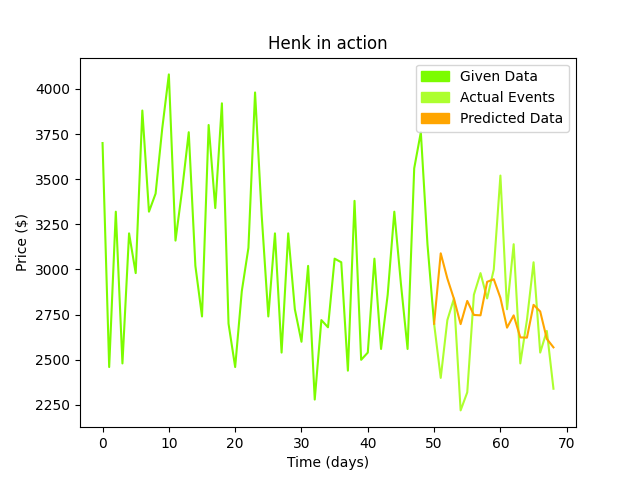 Henk in action
Given Data
Actual Events
Predicted Data
Price ($)
4000
3750
3500
3250
3000
2750
2500
2250
0 10 20 30 40 50 60 70
Time (days)